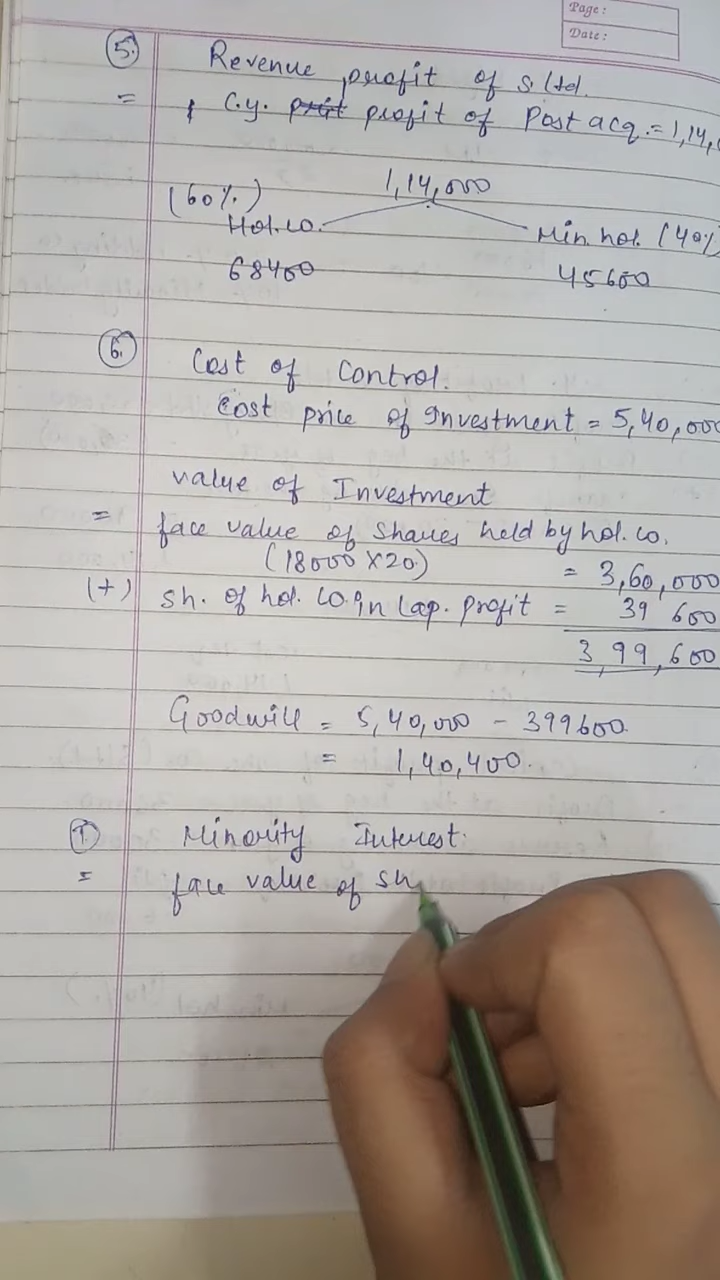 Page:
Date:
5. Revenue profit of S. Ltd.
= C.y. profit of Post acq. = 1,14,0
1,14,000
(60%)
Hol. co. Min. hol. (40%
68400 45600
6. Cost of Control.
Cost price of Investment = 5,40,000
Value of Investment
= face value of shares held by hol. co.
(18000 X 20) = 3,60,000
(+) sh. of hol. co. in Cap. profit = 39 600
3,99,600
Goodwill = 5,40,000 - 399600
= 1,40,400.
7. Minority Interest:
= face value of sh